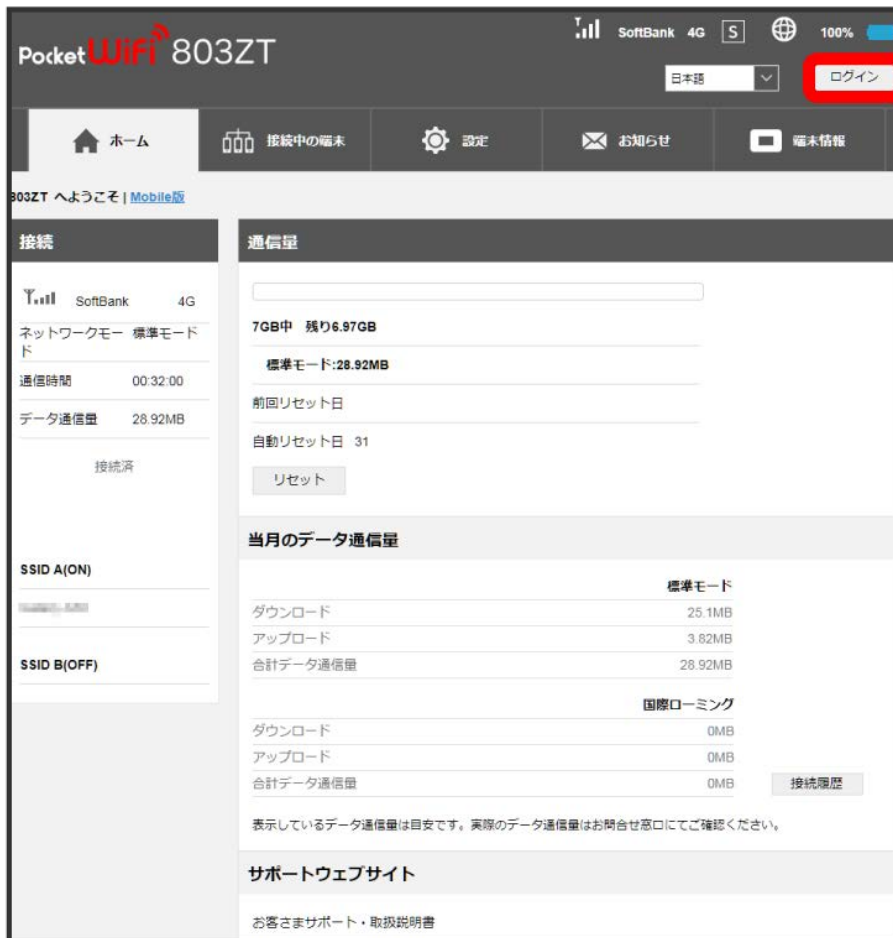 Pocket WiFi 803ZT
SoftBank 4G S 100%
日本語
ログイン
ホーム
接続中の端末
設定
お知らせ
端末情報
803ZT へようこそ | Mobile版
接続
SoftBank 4G
ネットワークモー 標準モード
ド
通信時間 00:32:00
データ通信量 28.92MB
接続済
SSID A(ON)
SSID B(OFF)
通信量
7GB中 残り6.97GB
標準モード:28.92MB
前回リセット日
自動リセット日 31
リセット
当月のデータ通信量
標準モード
ダウンロード 25.1MB
アップロード 3.82MB
合計データ通信量 28.92MB
国際ローミング
ダウンロード 0MB
アップロード 0MB
合計データ通信量 0MB
接続履歴
表示しているデータ通信量は目安です。実際のデータ通信量はお問合せ窓口にてご確認ください。
サポートウェブサイト
お客さまサポート・取扱説明書